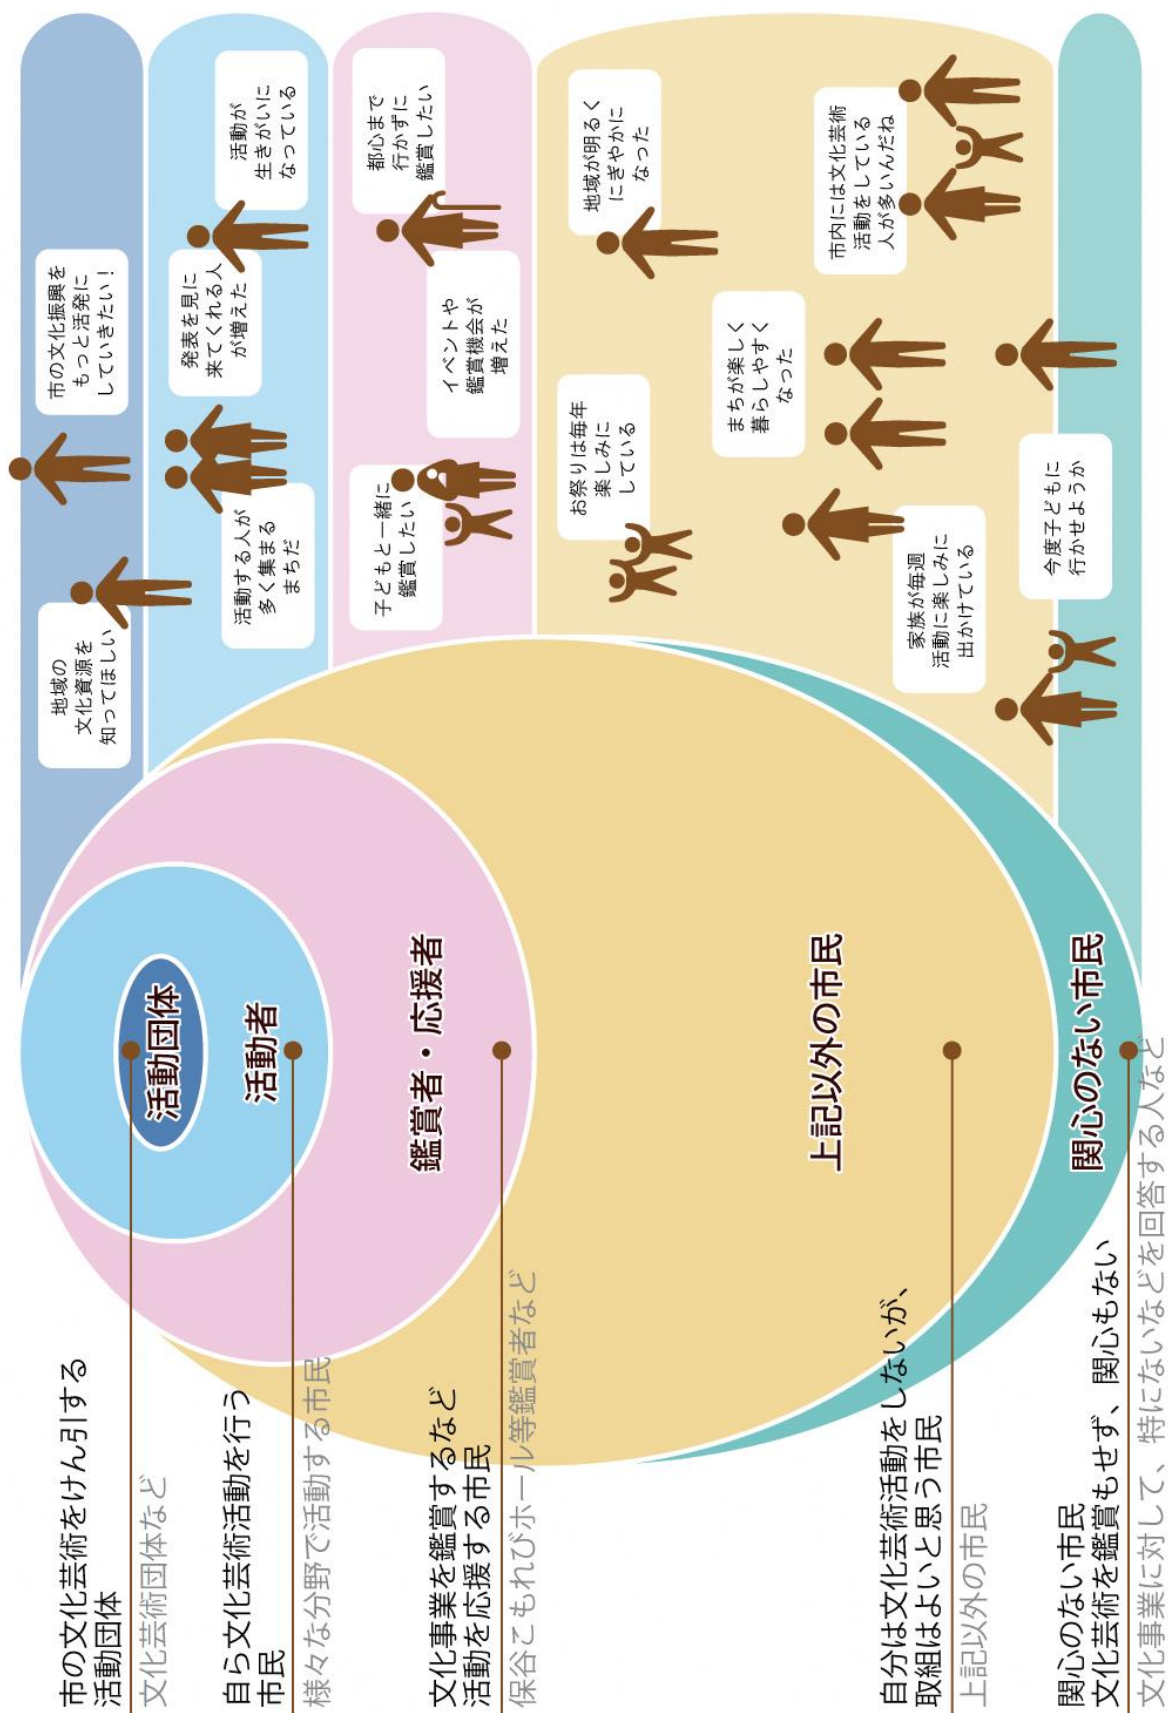 市の文化芸術をけん引する
活動団体
文化芸術団体など
自ら文化芸術活動を行う
市民
様々な分野で活動する市民
文化事業を鑑賞するなど
活動を応援する市民
保谷こもれびホール等鑑賞者など
自分は文化芸術活動をしないが、
取組はよいと思う市民
上記以外の市民
関心のない市民
文化芸術を鑑賞もせず、関心もない
文化事業に対して、特にないなどを回答する人など
活動団体
活動者
鑑賞者・応援者
上記以外の市民
関心のない市民
地域の
文化資源を
知ってほしい
市の文化振興を
もっと活発に
していきたい！
活動する人が
多く集まる
まちだ
発表を見に
来てくれる人
が増えた
活動が
生きがいに
なっている
子どもと一緒に
鑑賞したい
イベントや
鑑賞機会が
増えた
都心まで
行かずに
鑑賞したい
お祭りは毎年
楽しみに
している
地域が明るく
にぎやかに
なった
まちが楽しく
暮らしやすく
なった
市内には文化芸術
活動をしている
人が多いんだね
家族が毎週
活動に楽しみに
出かけている
今度子どもに
行かせようか